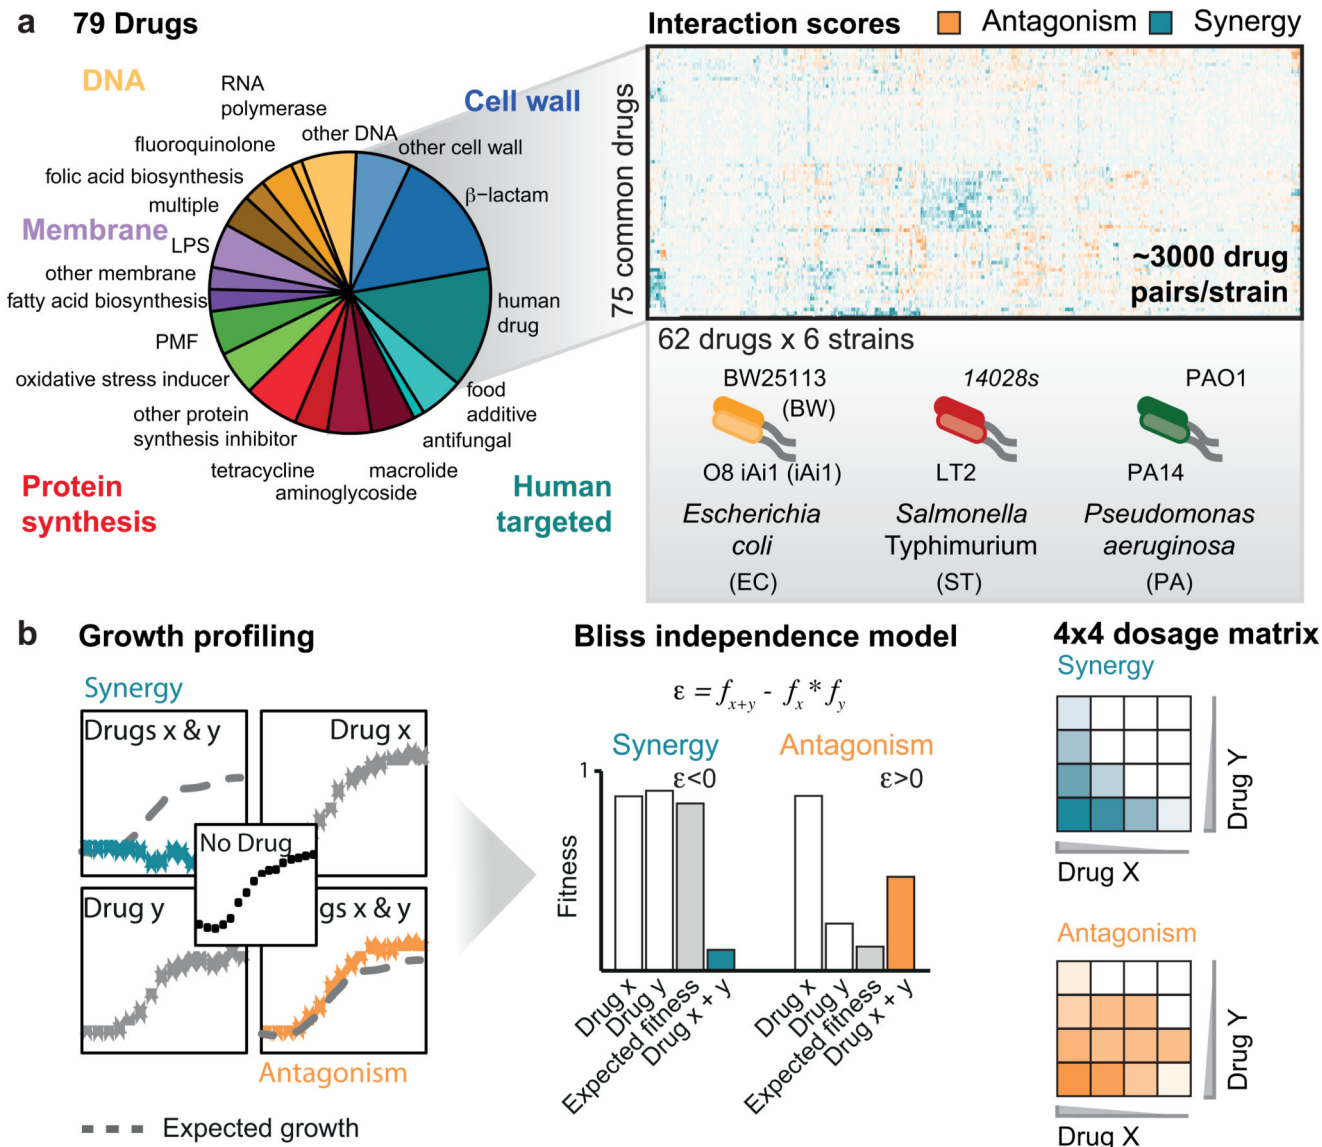 a 79 Drugs
DNA
RNA
polymerase
other DNA
fluoroquinolone
folic acid biosynthesis
multiple
Membrane
LPS
other membrane
fatty acid biosynthesis
PMF
oxidative stress inducer
other protein
synthesis inhibitor
tetracycline
aminoglycoside
macrolide
Protein
synthesis
Cell wall
other cell wall
β−lactam
human
drug
food
additive
antifungal
Human
targeted
Interaction scores
Antagonism
Synergy
75 common drugs
~3000 drug
pairs/strain
62 drugs x 6 strains
BW25113
(BW)
O8 iAi1 (iAi1)
Escherichia
coli
(EC)
14028s
LT2
Salmonella
Typhimurium
(ST)
PAO1
PA14
Pseudomonas
aeruginosa
(PA)
b Growth profiling
Synergy
Drugs x & y
Drug x
No Drug
Drug y
gs x & y
Antagonism
Expected growth
Bliss independence model
ε = fx+y - fx * fy
Synergy
ε<0
Antagonism
ε>0
1
Fitness
Drug x
Drug y
Expected fitness
Drug x + y
Drug x
Drug y
Expected fitness
Drug x + y
4x4 dosage matrix
Synergy
Drug Y
Drug X
Antagonism
Drug Y
Drug X